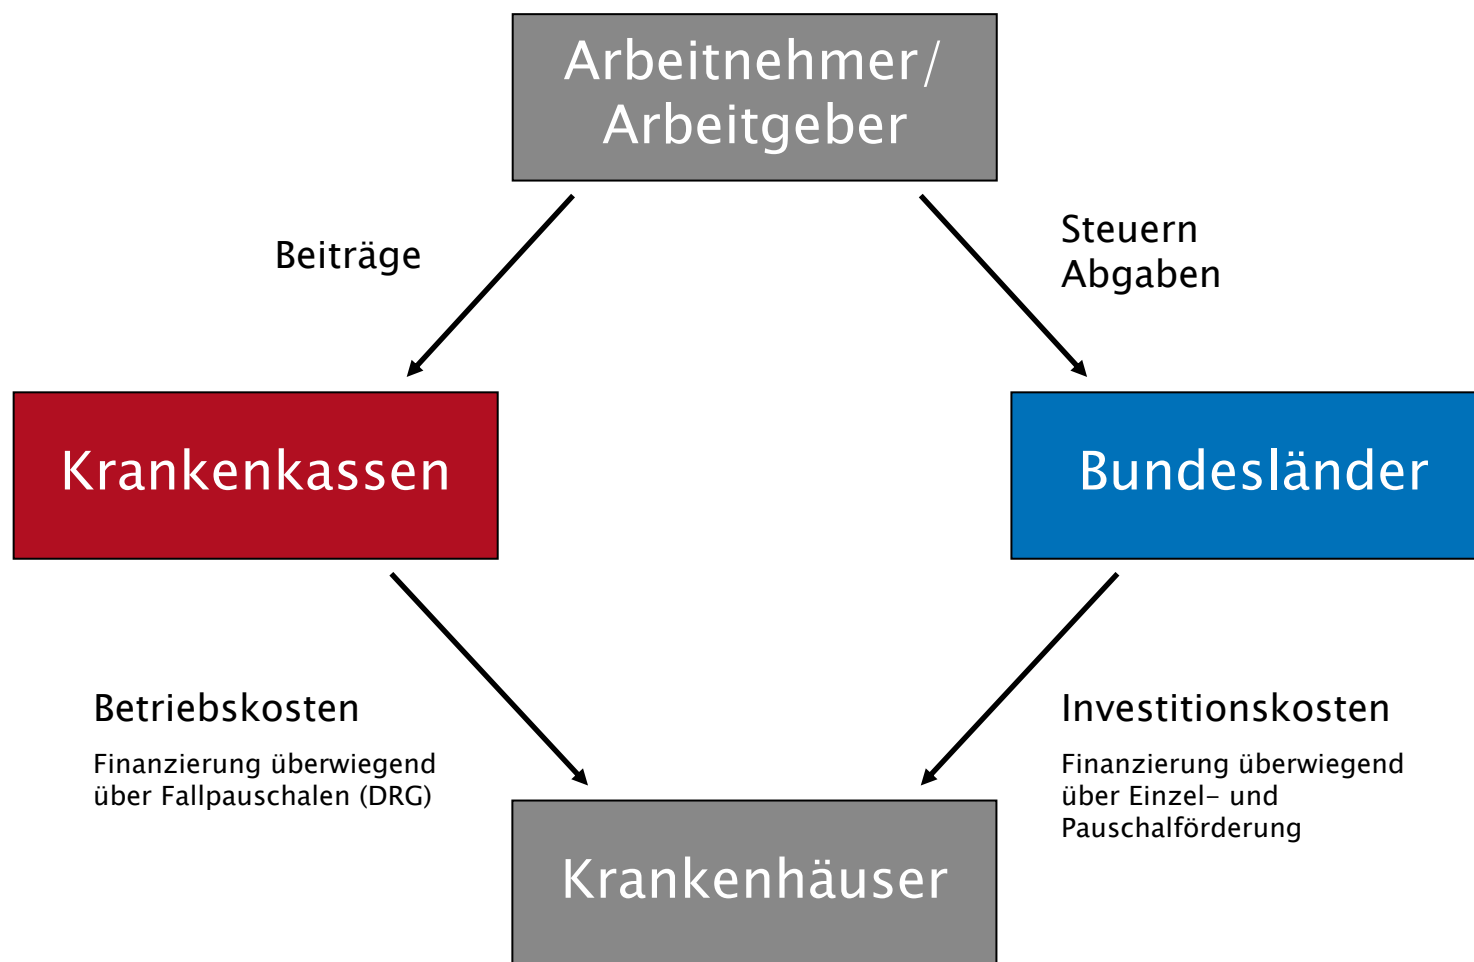 Arbeitnehmer/
Arbeitgeber
Beiträge
Steuern
Abgaben
Krankenkassen
Bundesländer
Betriebskosten
Finanzierung überwiegend
über Fallpauschalen (DRG)
Investitionskosten
Finanzierung überwiegend
über Einzel- und
Pauschalförderung
Krankenhäuser